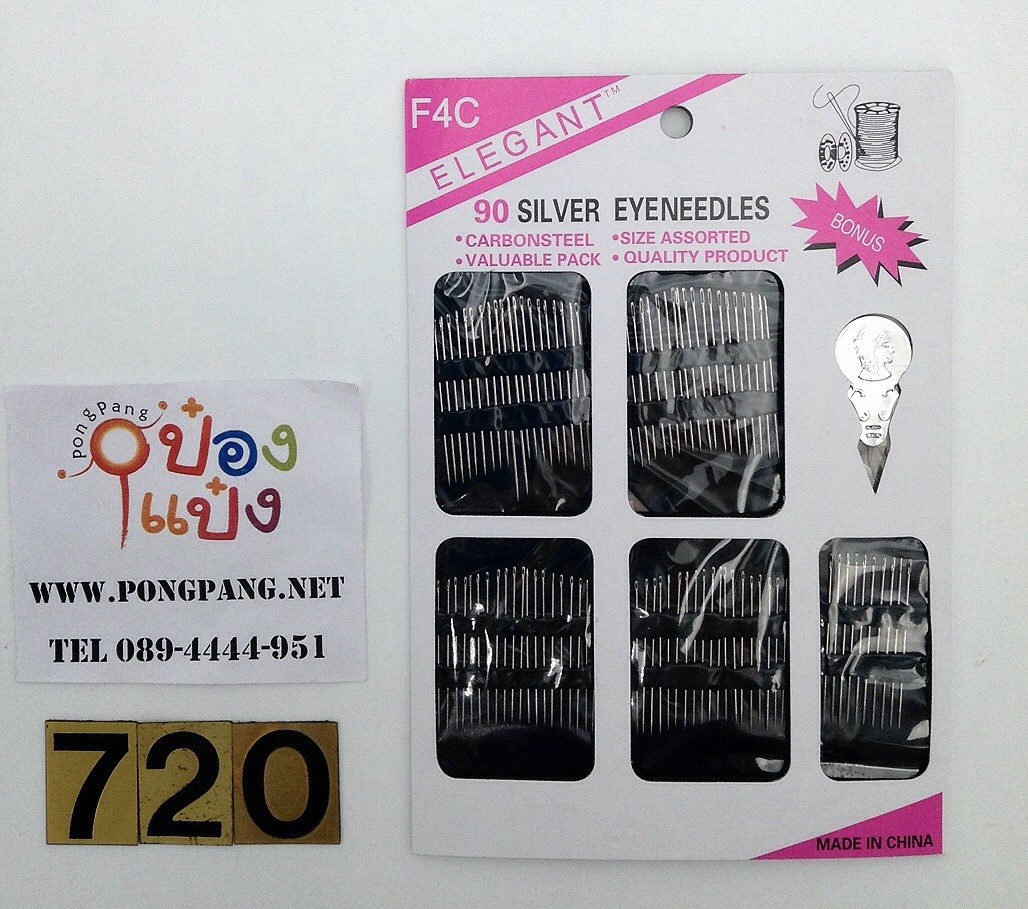 F4C
ELEGANT™
90 SILVER EYENEEDLES
•CARBONSTEEL •SIZE ASSORTED
•VALUABLE PACK •QUALITY PRODUCT
BONUS
PongPang
ป๋อง
แป๋ง
WWW.PONGPANG.NET
TEL 089-4444-951
720
MADE IN CHINA